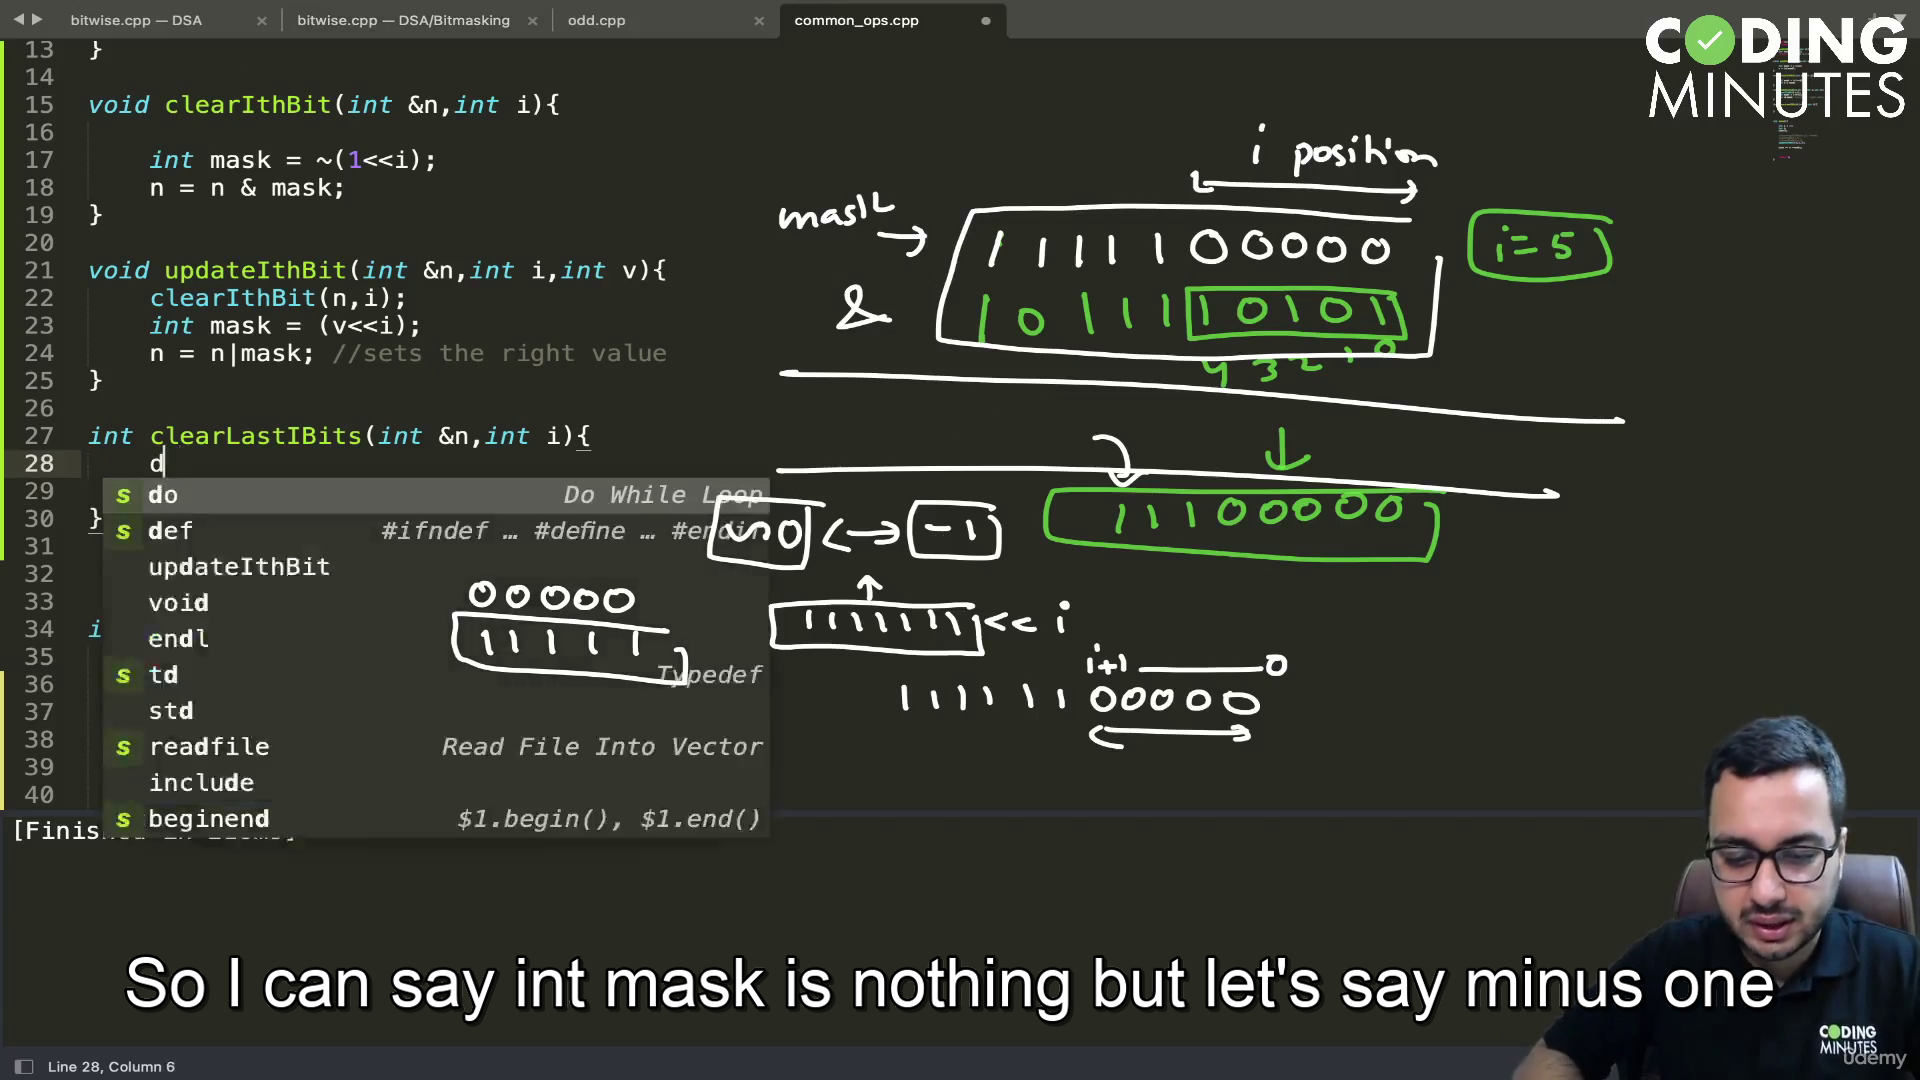 bitwise.cpp — DSA
bitwise.cpp — DSA/Bitmasking
odd.cpp
common_ops.cpp
CODING
MINUTES
13 }
14
15 void clearIthBit(int &n,int i){
16
17 int mask = ~(1<<i);
18 n = n & mask;
19 }
20
21 void updateIthBit(int &n,int i,int v){
22 clearIthBit(n,i);
23 int mask = (v<<i);
24 n = n|mask; //sets the right value
25 }
26
27 int clearLastIBits(int &n,int i){
28 d
29
30 }
31
32
33
34 i
35
36
37
38
39
40
s do Do While Loop
s def #ifndef … #define … #endif
updateIthBit
void
endl
s td Typedef
std
s readfile Read File Into Vector
include
s beginend $1.begin(), $1.end()
i position
mask
1 1 1 1 1 0 0 0 0 0
i = 5
& 1 0 1 1 1 1 0 1 0 1
4 3 2 1 0
1 1 1 0 0 0 0 0
~0 <-> -1
0 0 0 0 0
1 1 1 1 1
1 1 1 1 1 1 1 << i
i+1 0
1 1 1 1 1 1 0 0 0 0 0
[Finished in
So I can say int mask is nothing but let's say minus one
CODING
MINUTES
udemy
Line 28, Column 6